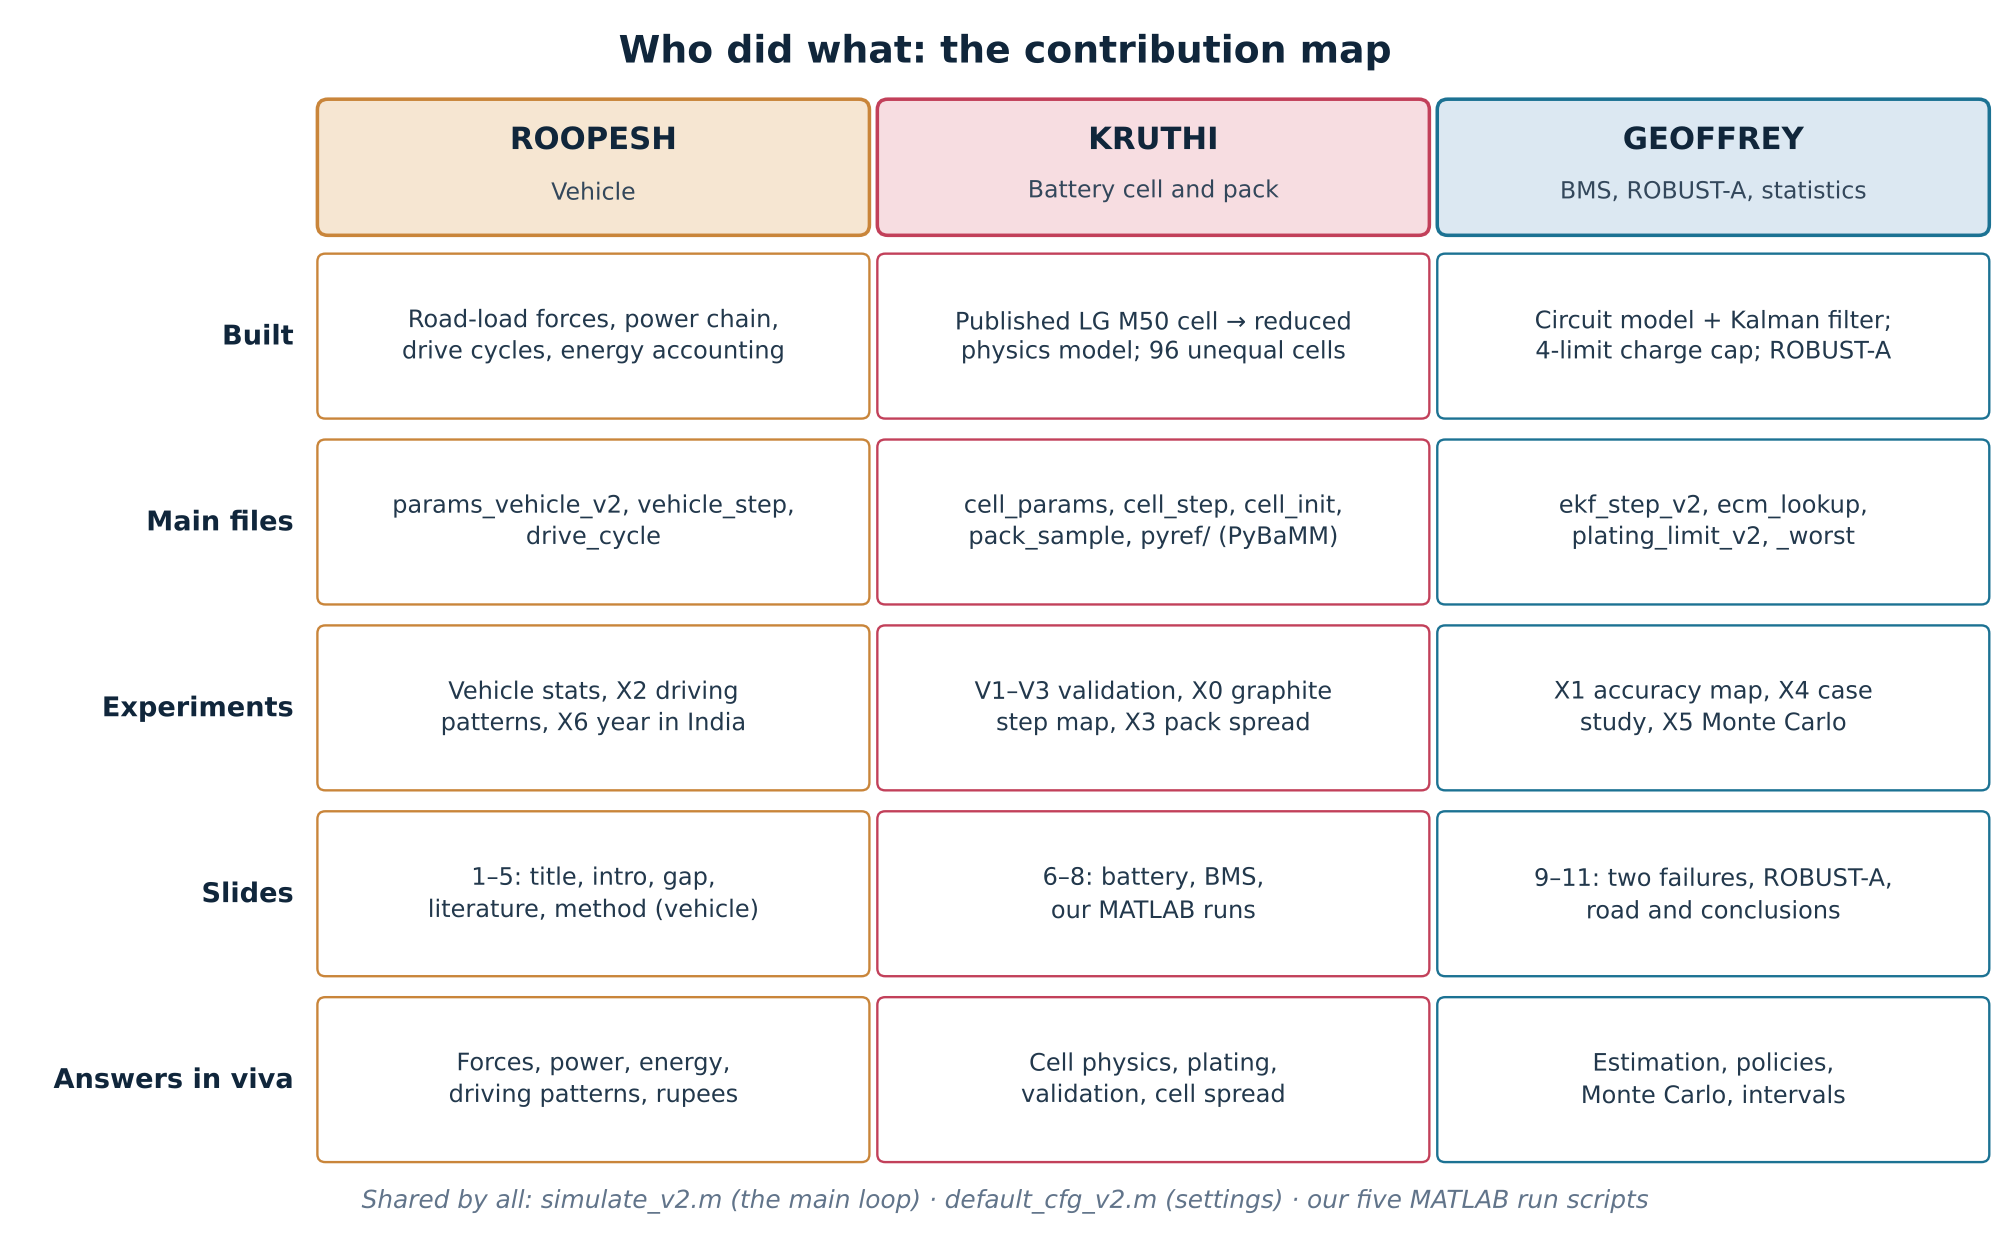 Who did what: the contribution map
ROOPESH
Vehicle
KRUTHI
Battery cell and pack
GEOFFREY
BMS, ROBUST-A, statistics
Built
Road-load forces, power chain,
drive cycles, energy accounting
Published LG M50 cell → reduced
physics model; 96 unequal cells
Circuit model + Kalman filter;
4-limit charge cap; ROBUST-A
Main files
params_vehicle_v2, vehicle_step,
drive_cycle
cell_params, cell_step, cell_init,
pack_sample, pyref/ (PyBaMM)
ekf_step_v2, ecm_lookup,
plating_limit_v2, _worst
Experiments
Vehicle stats, X2 driving
patterns, X6 year in India
V1–V3 validation, X0 graphite
step map, X3 pack spread
X1 accuracy map, X4 case
study, X5 Monte Carlo
Slides
1–5: title, intro, gap,
literature, method (vehicle)
6–8: battery, BMS,
our MATLAB runs
9–11: two failures, ROBUST-A,
road and conclusions
Answers in viva
Forces, power, energy,
driving patterns, rupees
Cell physics, plating,
validation, cell spread
Estimation, policies,
Monte Carlo, intervals
Shared by all: simulate_v2.m (the main loop) · default_cfg_v2.m (settings) · our five MATLAB run scripts